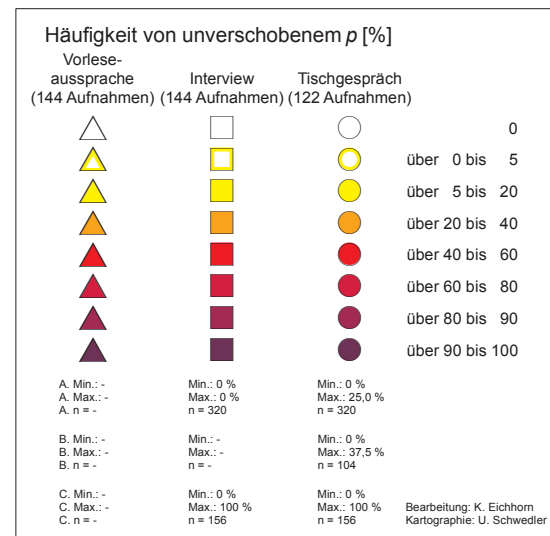 Häufigkeit von unverschobenem p [%]
Vorlese-
aussprache Interview Tischgespräch
(144 Aufnahmen) (144 Aufnahmen) (122 Aufnahmen)
0
über 0 bis 5
über 5 bis 20
über 20 bis 40
über 40 bis 60
über 60 bis 80
über 80 bis 90
über 90 bis 100
A. Min.: - Min.: 0 % Min.: 0 %
A. Max.: - Max.: 0 % Max.: 25,0 %
A. n = - n = 320 n = 320
B. Min.: - Min.: - Min.: 0 %
B. Max.: - Max.: - Max.: 37,5 %
B. n = - n = - n = 104
C. Min.: - Min.: 0 % Min.: 0 %
C. Max.: - Max.: 100 % Max.: 100 % Bearbeitung: K. Eichhorn
C. n = - n = 156 n = 156 Kartographie: U. Schwedler